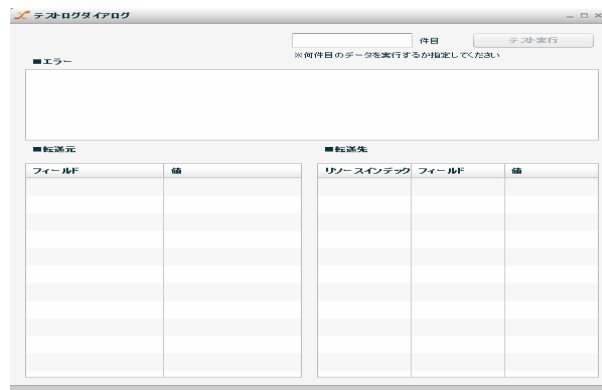 テストログダイアログ
件目 テスト実行
※何件目のデータを実行するか指定してください
■エラー
■転送元 ■転送先
フィールド 値 リソースインデック フィールド 値